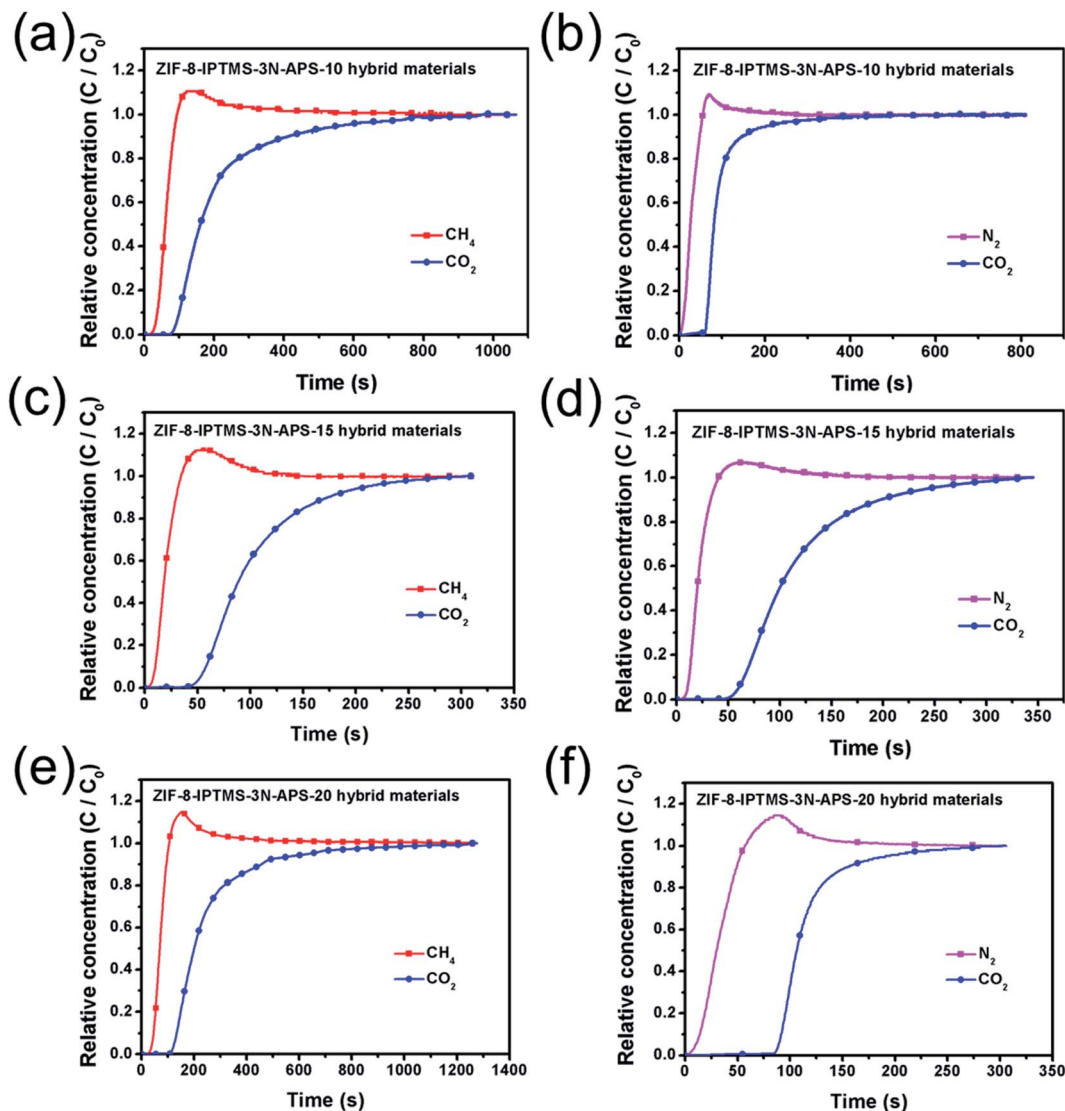 (a)
ZIF-8-IPTMS-3N-APS-10 hybrid materials
Relative concentration (C / C₀)
1.2
1.0
0.8
0.6
0.4
0.2
0.0
CH₄
CO₂
0 200 400 600 800 1000
Time (s)
(b)
ZIF-8-IPTMS-3N-APS-10 hybrid materials
Relative concentration (C / C₀)
1.2
1.0
0.8
0.6
0.4
0.2
0.0
N₂
CO₂
0 200 400 600 800
Time (s)
(c)
ZIF-8-IPTMS-3N-APS-15 hybrid materials
Relative concentration (C / C₀)
1.2
1.0
0.8
0.6
0.4
0.2
0.0
CH₄
CO₂
0 50 100 150 200 250 300 350
Time (s)
(d)
ZIF-8-IPTMS-3N-APS-15 hybrid materials
Relative concentration (C / C₀)
1.2
1.0
0.8
0.6
0.4
0.2
0.0
N₂
CO₂
0 50 100 150 200 250 300 350
Time (s)
(e)
ZIF-8-IPTMS-3N-APS-20 hybrid materials
Relative concentration (C / C₀)
1.2
1.0
0.8
0.6
0.4
0.2
0.0
CH₄
CO₂
0 200 400 600 800 1000 1200 1400
Time (s)
(f)
ZIF-8-IPTMS-3N-APS-20 hybrid materials
Relative concentration (C / C₀)
1.2
1.0
0.8
0.6
0.4
0.2
0.0
N₂
CO₂
0 50 100 150 200 250 300 350
Time (s)